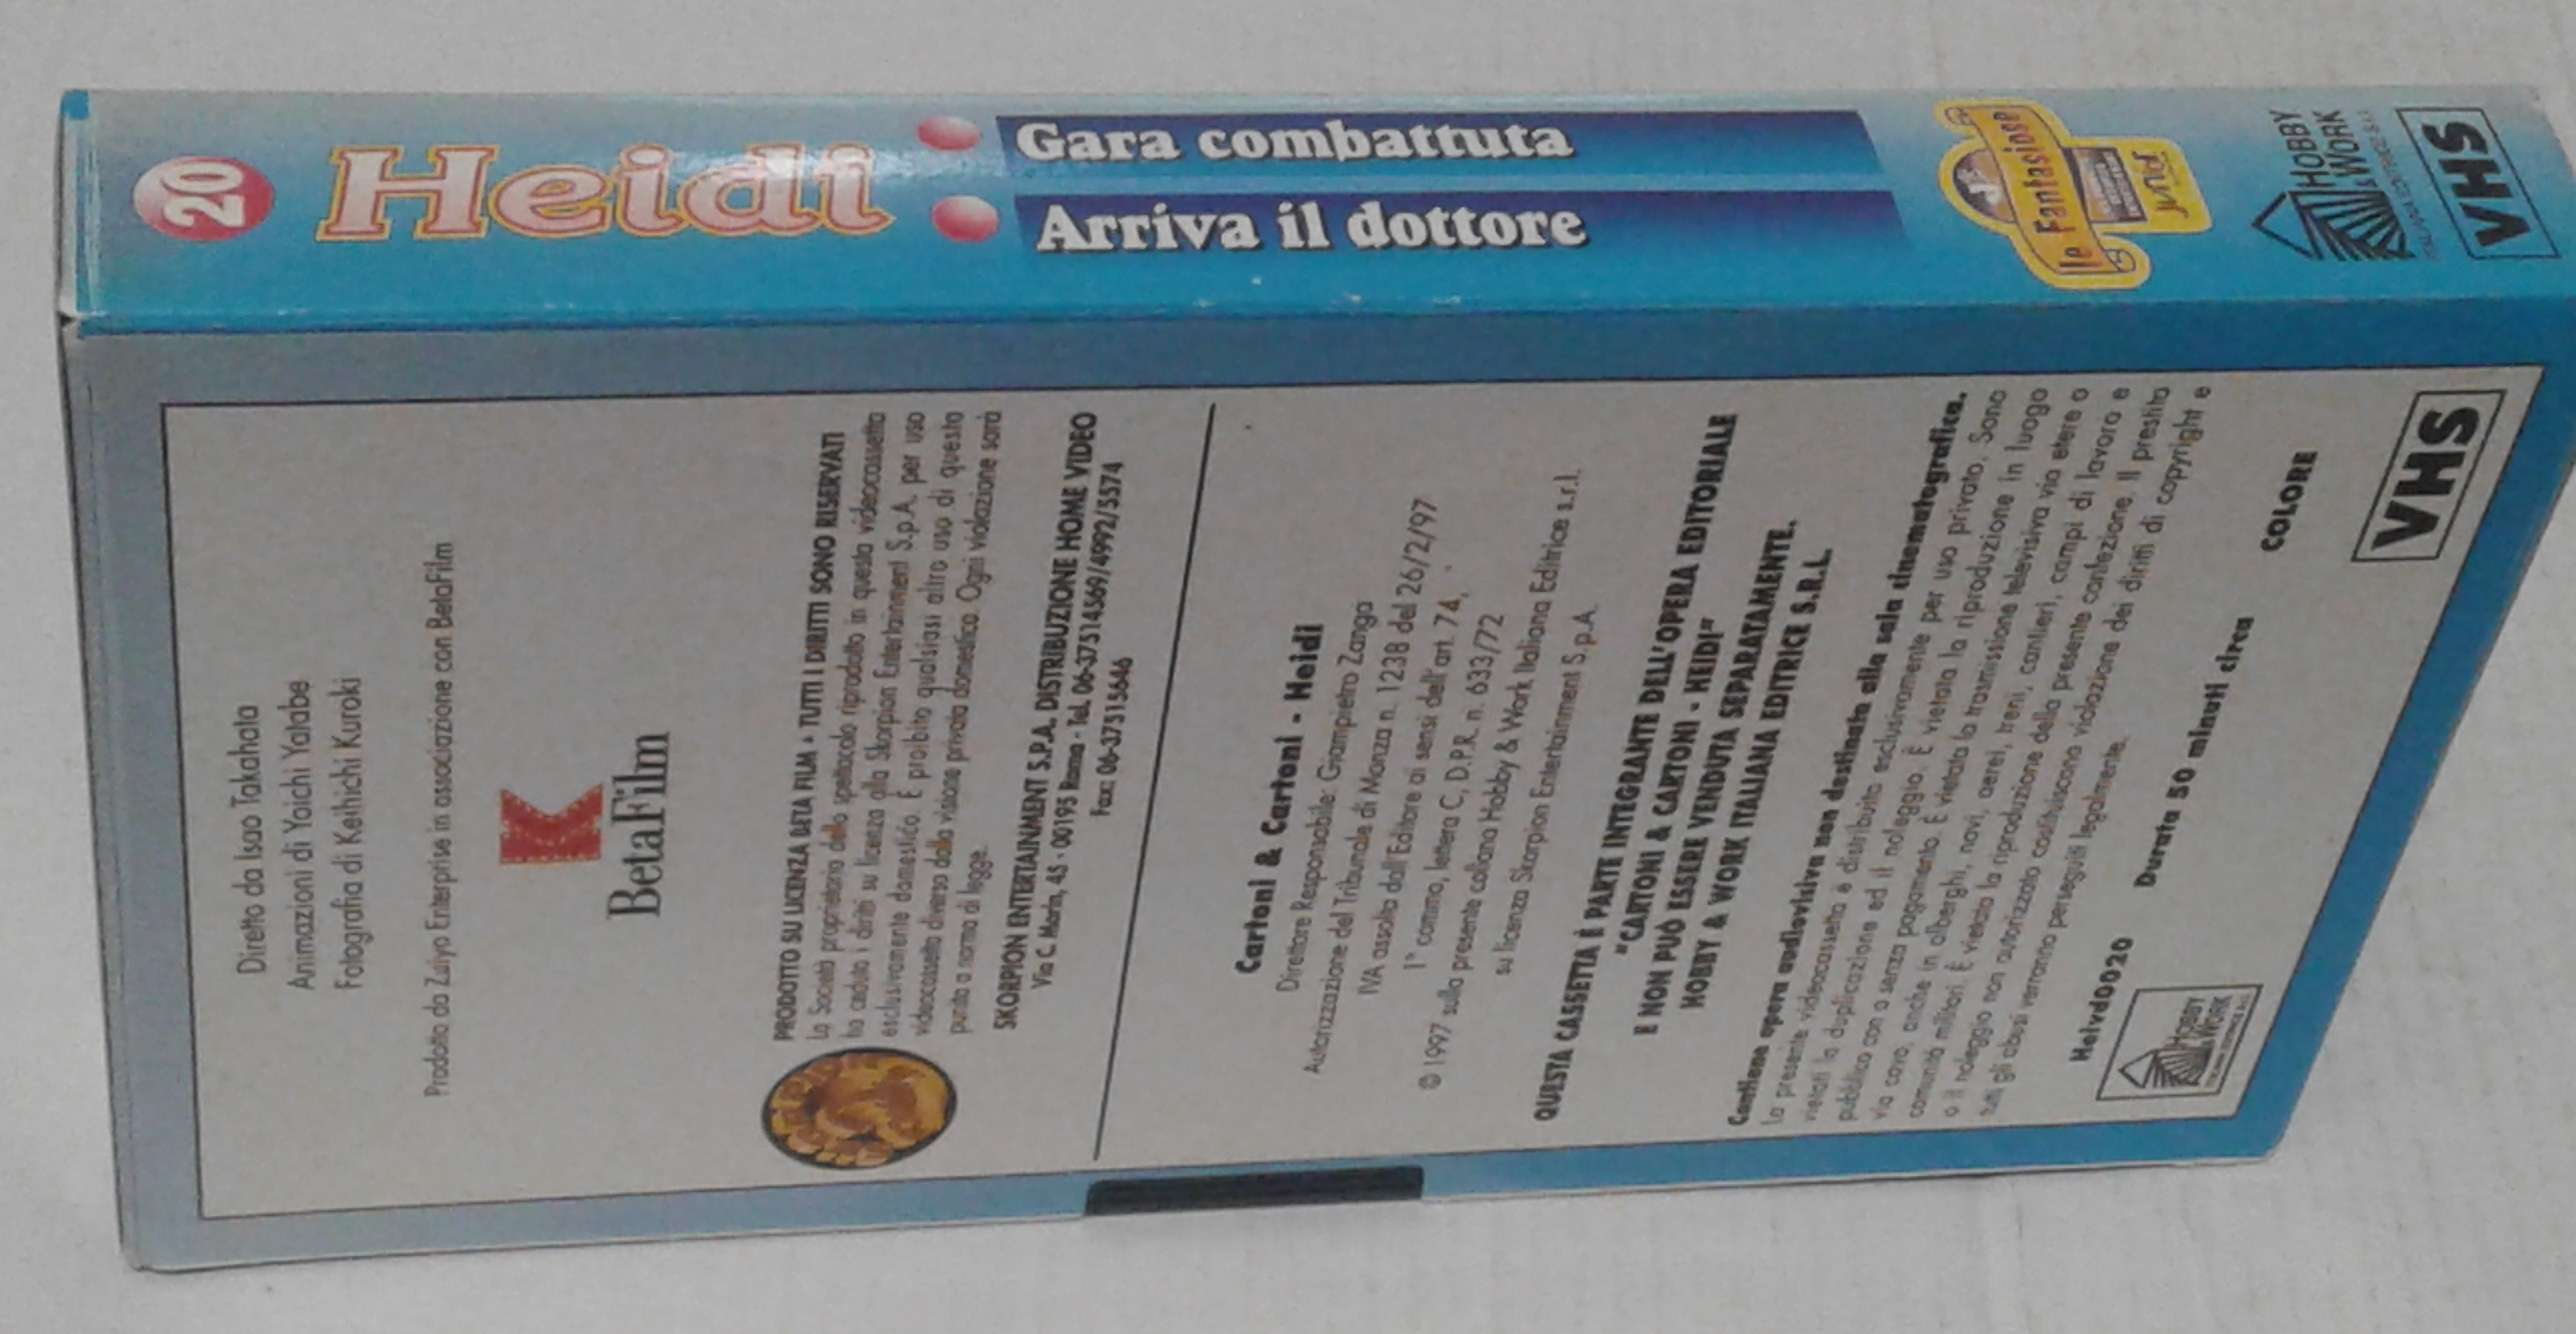 20
Heidi
Gara combattuta
Arriva il dottore
le Fantasiose
Junior
HOBBY
& WORK
ITALIANA EDITRICE S.r.l.
VHS
Diretto da Isao Takahata
Animazioni di Yoichi Yatabe
Fotografia di Keihichi Kuroki
Prodotto da Zuiyo Enterprise in associazione con BetaFilm
BetaFilm
PRODOTTO SU LICENZA BETA FILM • TUTTI I DIRITTI SONO RISERVATI
La Società proprietaria dello spettacolo riprodotto in questa videocassetta
ha ceduto i diritti su licenza alla Skorpion Entertainment S.p.A. per uso
esclusivamente domestico. È proibito qualsiasi altro uso di questa
videocassetta diverso dalla visione privata domestica. Ogni violazione sarà
punita a norma di legge.
SKORPION ENTERTAINMENT S.P.A. DISTRIBUZIONE HOME VIDEO
Via C. Morin, 45 - 00195 Roma - Tel. 06-37514569/4992/5574
Fax: 06-37515646
Cartoni & Cartoni - Heidi
Direttore Responsabile: Giampietro Zanga
Autorizzazione del Tribunale di Monza n. 1238 del 26/2/97
IVA assolta dall'Editore ai sensi dell'art. 74,
1° comma, lettera C, D.P.R. n. 633/72
© 1997 sulla presente collana Hobby & Work Italiana Editrice s.r.l.
su licenza Skorpion Entertainment S.p.A.
QUESTA CASSETTA È PARTE INTEGRANTE DELL'OPERA EDITORIALE
"CARTONI & CARTONI - HEIDI"
E NON PUÒ ESSERE VENDUTA SEPARATAMENTE.
HOBBY & WORK ITALIANA EDITRICE S.R.L.
Contiene opera audiovisiva non destinata alla sala cinematografica.
La presente videocassetta è distribuita esclusivamente per uso privato. Sono
vietati la duplicazione ed il noleggio. È vietata la riproduzione in luogo
pubblico con o senza pagamento. È vietata la trasmissione televisiva via etere o
via cavo, anche in alberghi, navi, aerei, treni, cantieri, campi di lavoro e
comunità militari. È vietata la riproduzione della presente confezione. Il prestito
o il noleggio non autorizzato costituiscono violazione dei diritti di copyright e
tutti gli abusi verranno perseguiti legalmente.
Heivd0020
Durata 50 minuti circa
COLORE
HOBBY
& WORK
ITALIANA EDITRICE S.r.l.
VHS